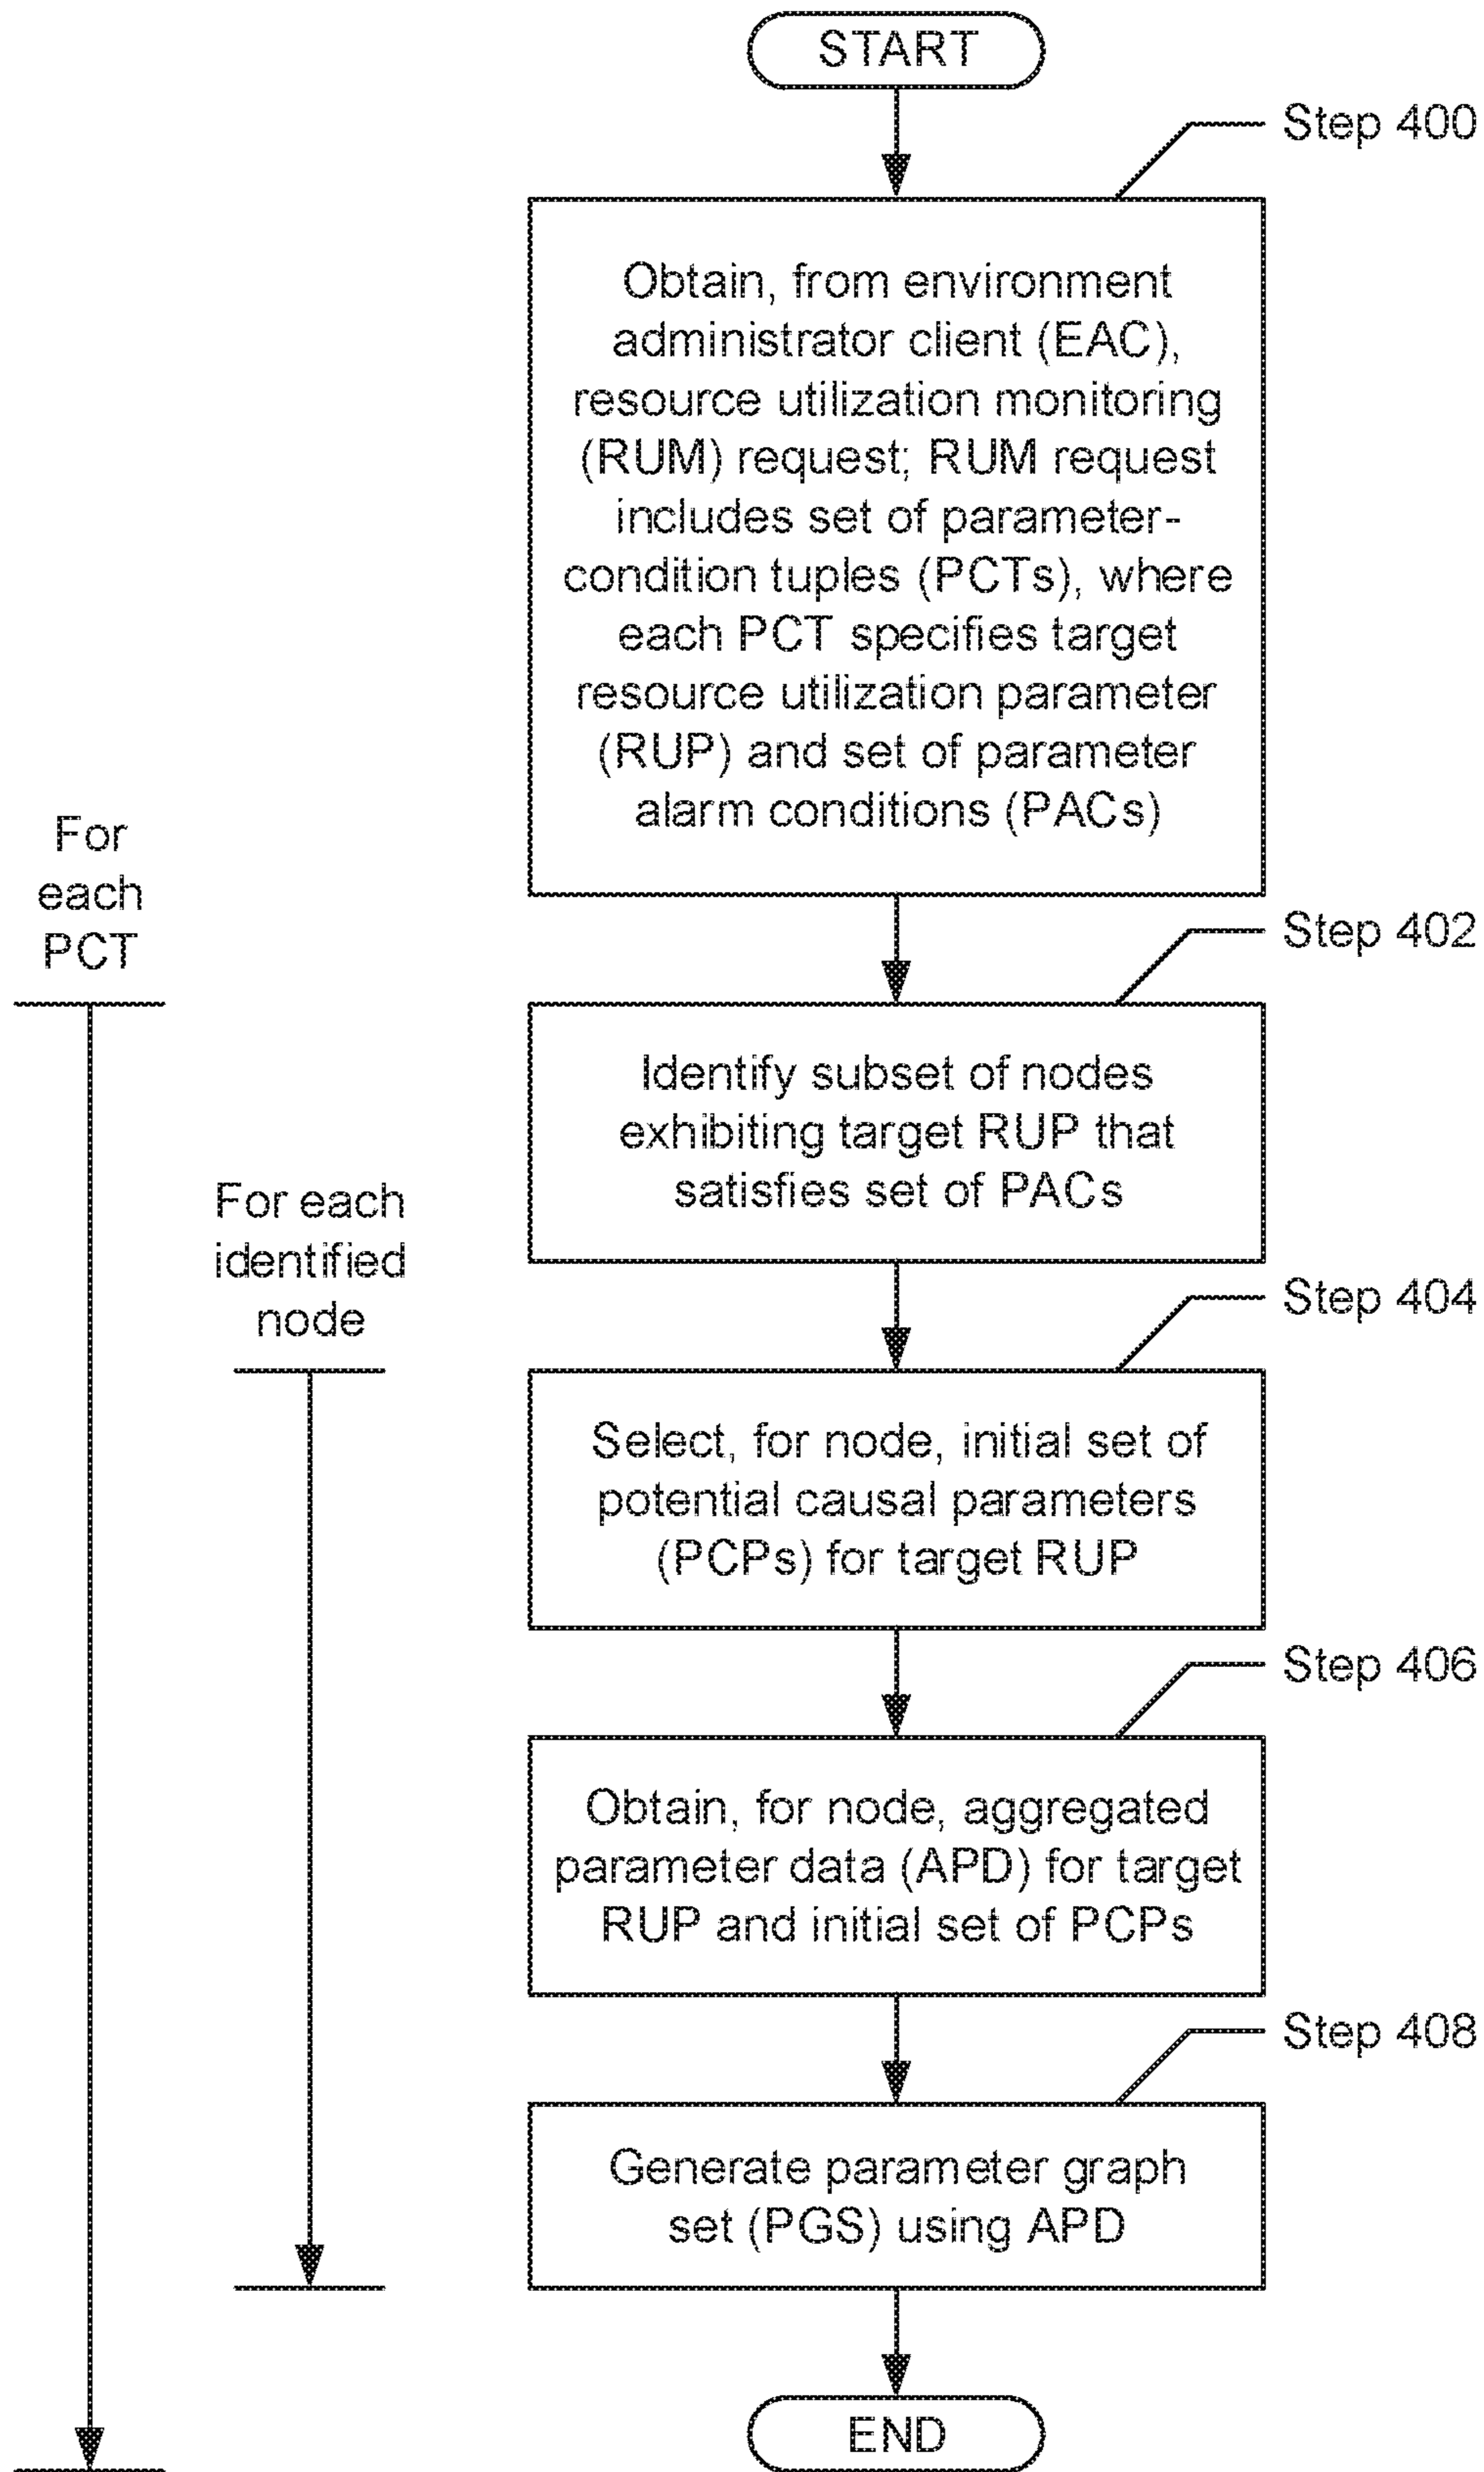 START
Step 400
Obtain, from environment
administrator client (EAC),
resource utilization monitoring
(RUM) request; RUM request
includes set of parameter-
condition tuples (PCTs), where
each PCT specifies target
resource utilization parameter
(RUP) and set of parameter
alarm conditions (PACs)
For
each
PCT
Step 402
Identify subset of nodes
exhibiting target RUP that
satisfies set of PACs
For each
identified
node
Step 404
Select, for node, initial set of
potential causal parameters
(PCPs) for target RUP
Step 406
Obtain, for node, aggregated
parameter data (APD) for target
RUP and initial set of PCPs
Step 408
Generate parameter graph
set (PGS) using APD
END